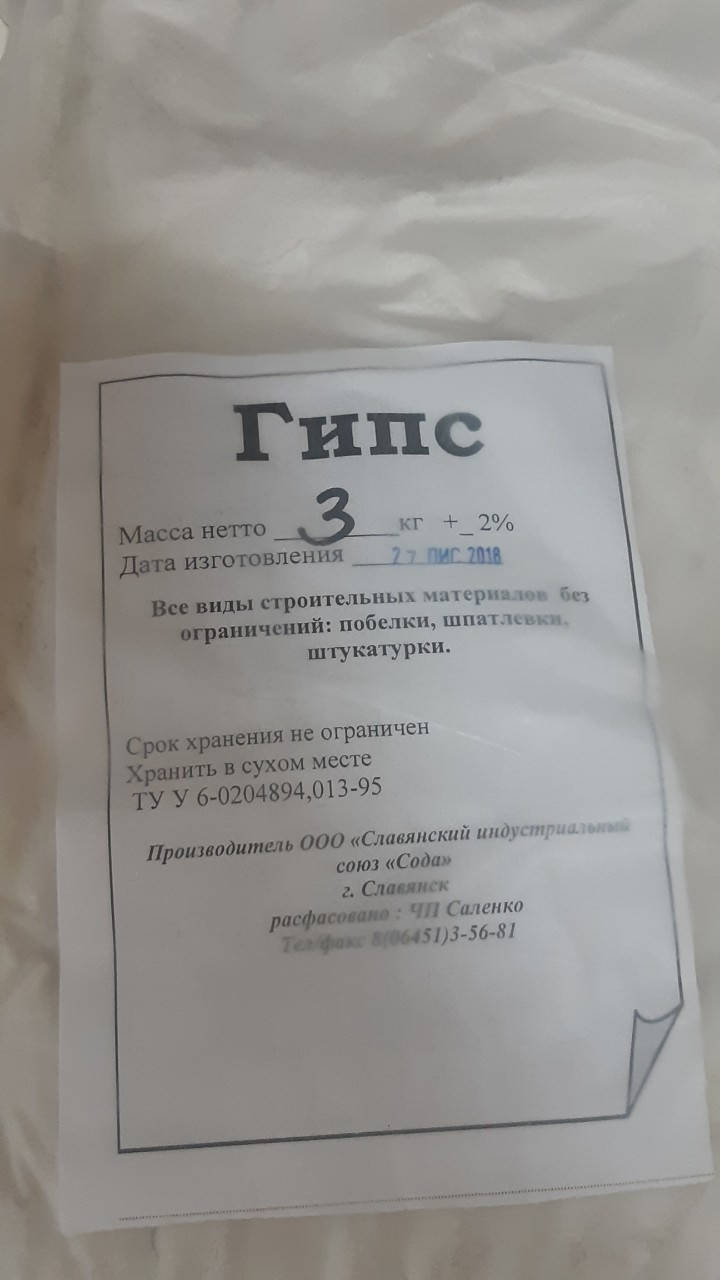 Гипс
Масса нетто 3 кг +_ 2%
Дата изготовления 27 ЛИС 2018
Все виды строительных материалов без
ограничений: побелки, шпатлевки,
штукатурки.
Срок хранения не ограничен
Хранить в сухом месте
ТУ У 6-0204894,013-95
Производитель ООО «Славянский индустриальный
союз «Сода»
г. Славянск
расфасовано : ЧП Саленко
Тел/факс 8(06451)3-56-81